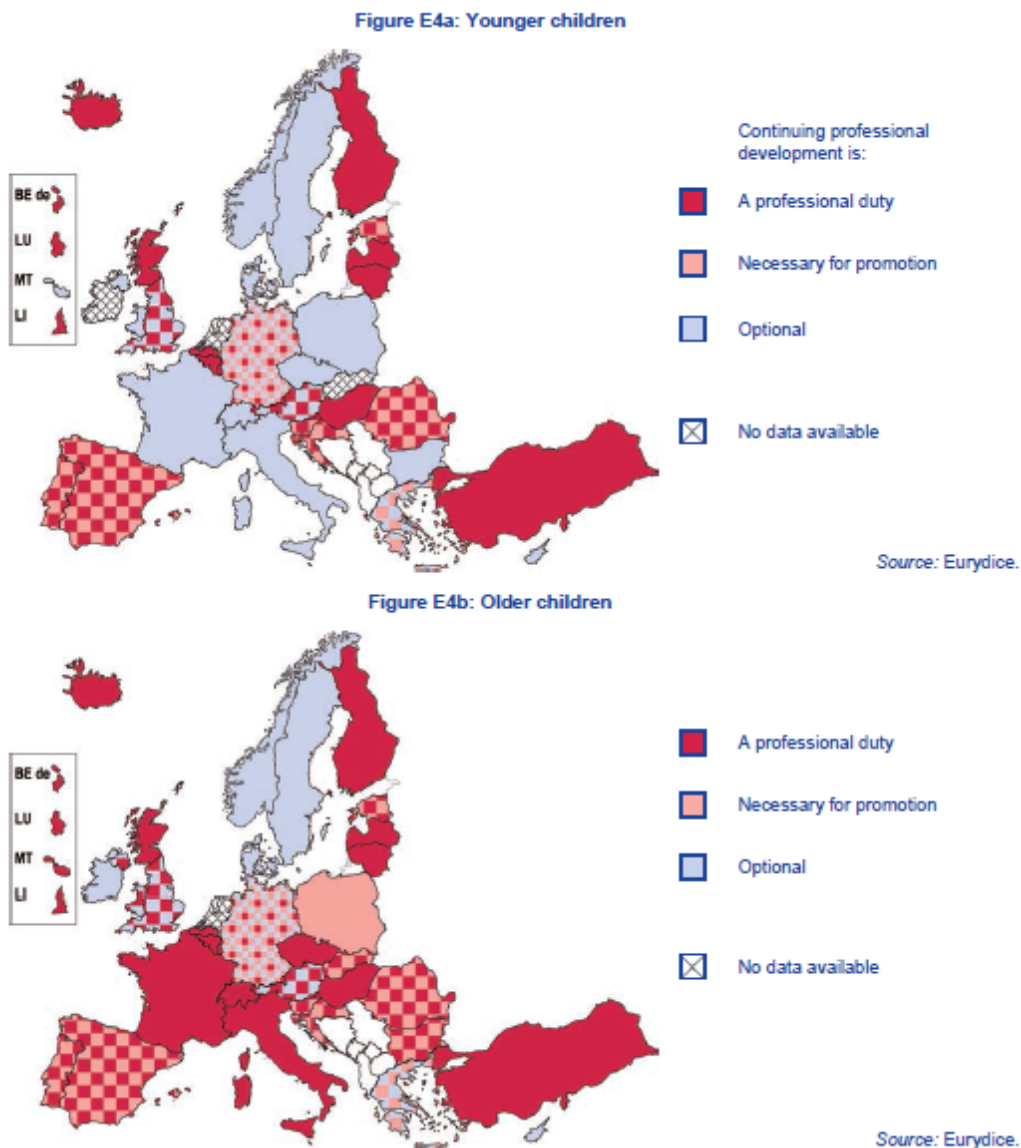 Figure E4a: Younger children
Continuing professional
development is:
A professional duty
Necessary for promotion
Optional
No data available
BE de
LU
MT
LI
Source: Eurydice.
Figure E4b: Older children
A professional duty
Necessary for promotion
Optional
No data available
BE de
LU
MT
LI
Source: Eurydice.